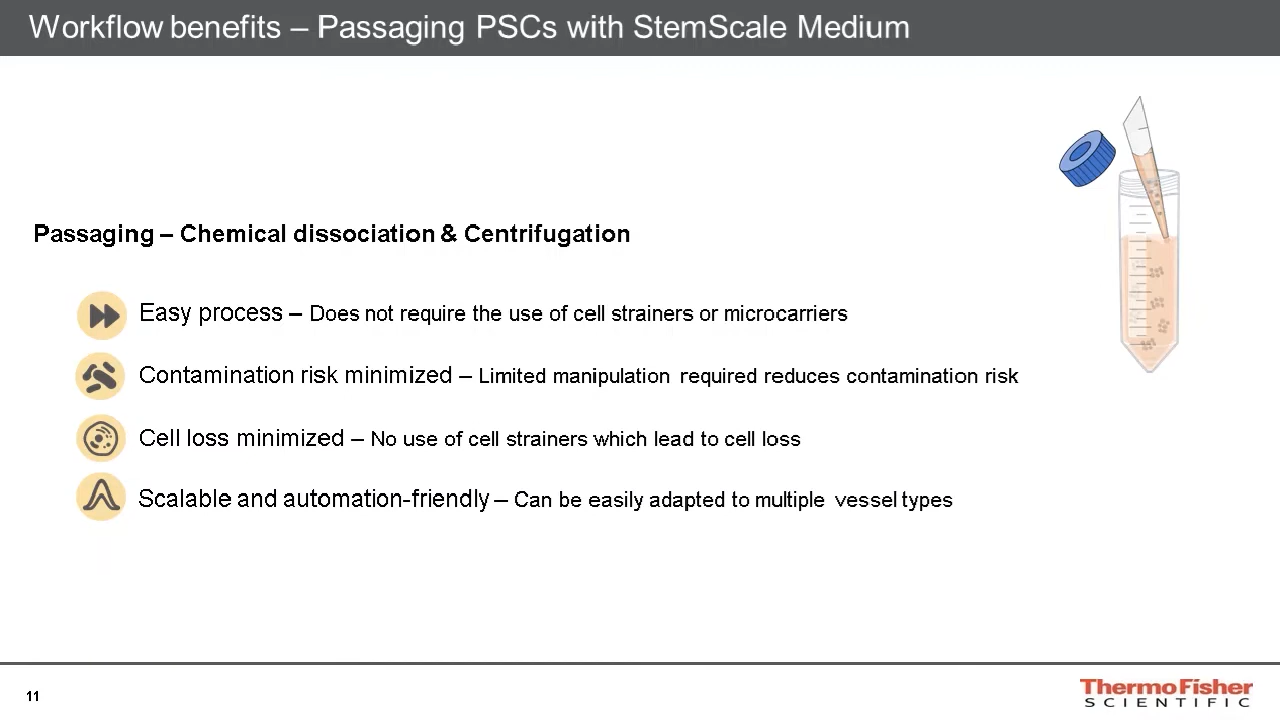 Workflow benefits – Passaging PSCs with StemScale Medium
Passaging – Chemical dissociation & Centrifugation
Easy process – Does not require the use of cell strainers or microcarriers
Contamination risk minimized – Limited manipulation required reduces contamination risk
Cell loss minimized – No use of cell strainers which lead to cell loss
Scalable and automation-friendly – Can be easily adapted to multiple vessel types
11
ThermoFisher
SCIENTIFIC